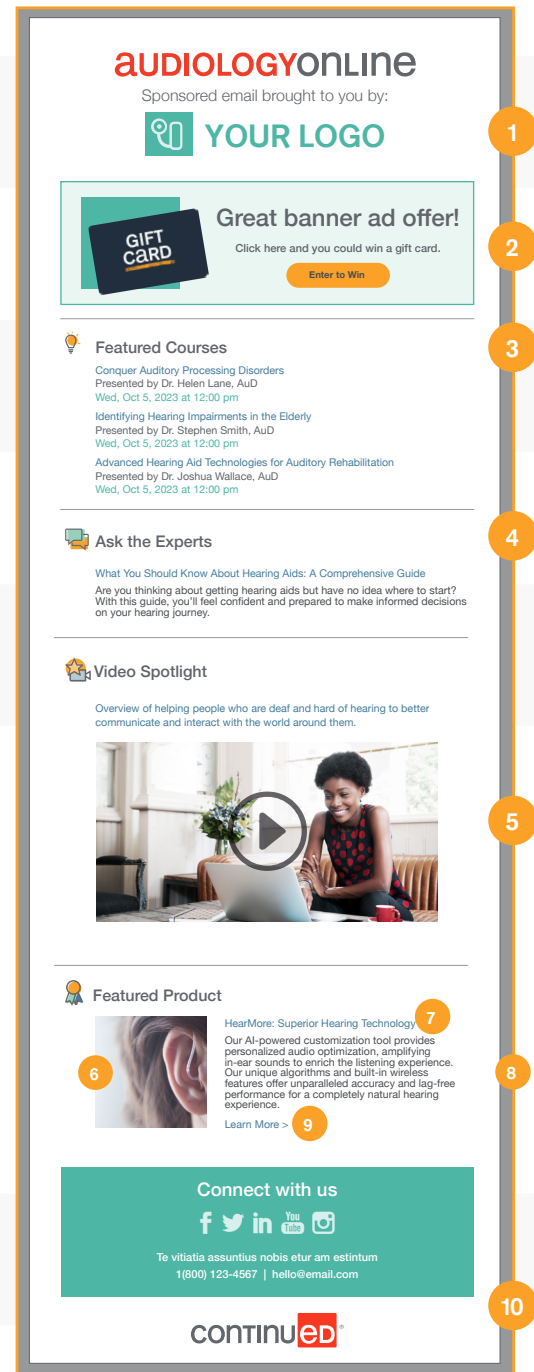 AUDIOLOGYONLINE
Sponsored email brought to you by:
YOUR LOGO
1
GIFT
CARD
Great banner ad offer!
Click here and you could win a gift card.
Enter to Win
2
Featured Courses
3
Conquer Auditory Processing Disorders
Presented by Dr. Helen Lane, AuD
Wed, Oct 5, 2023 at 12:00 pm
Identifying Hearing Impairments in the Elderly
Presented by Dr. Stephen Smith, AuD
Wed, Oct 5, 2023 at 12:00 pm
Advanced Hearing Aid Technologies for Auditory Rehabilitation
Presented by Dr. Joshua Wallace, AuD
Wed, Oct 5, 2023 at 12:00 pm
Ask the Experts
4
What You Should Know About Hearing Aids: A Comprehensive Guide
Are you thinking about getting hearing aids but have no idea where to start?
With this guide, you'll feel confident and prepared to make informed decisions
on your hearing journey.
Video Spotlight
Overview of helping people who are deaf and hard of hearing to better
communicate and interact with the world around them.
5
Featured Product
6
HearMore: Superior Hearing Technology
7
Our AI-powered customization tool provides
personalized audio optimization, amplifying
in-ear sounds to enrich the listening experience.
Our unique algorithms and built-in wireless
features offer unparalleled accuracy and lag-free
performance for a completely natural hearing
experience.
8
Learn More >
9
Connect with us
f in You Tube
Te vitiatia assuntius nobis etur am estintum
1(800) 123-4567 | hello@email.com
10
continued